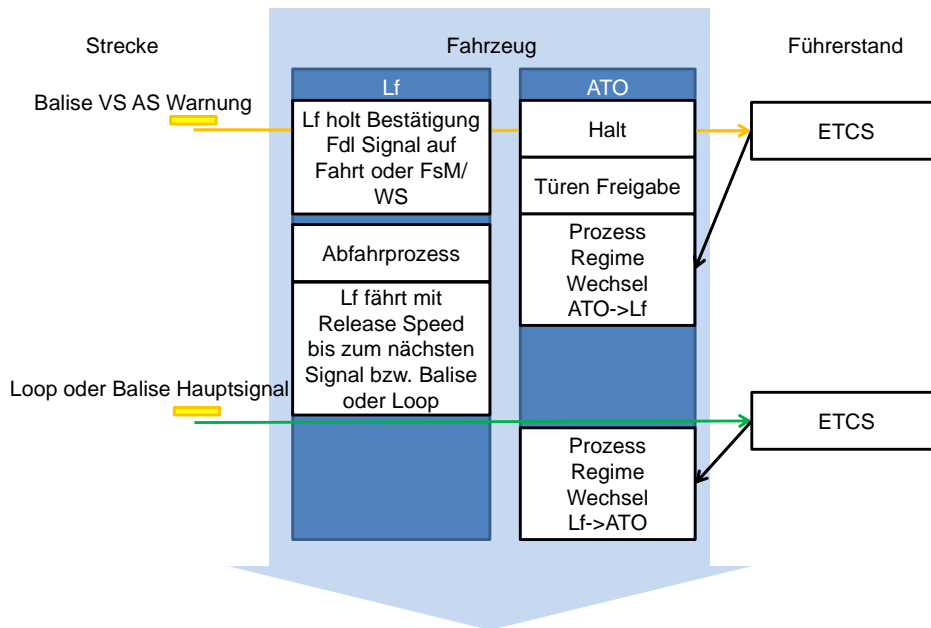 Strecke
Fahrzeug
Führerstand
Lf
ATO
Balise VS AS Warnung
Lf holt Bestätigung
Fdl Signal auf
Fahrt oder FsM/
WS
Halt
ETCS
Türen Freigabe
Abfahrprozess
Prozess
Regime
Wechsel
ATO->Lf
Lf fährt mit
Release Speed
bis zum nächsten
Signal bzw. Balise
oder Loop
Loop oder Balise Hauptsignal
ETCS
Prozess
Regime
Wechsel
Lf->ATO